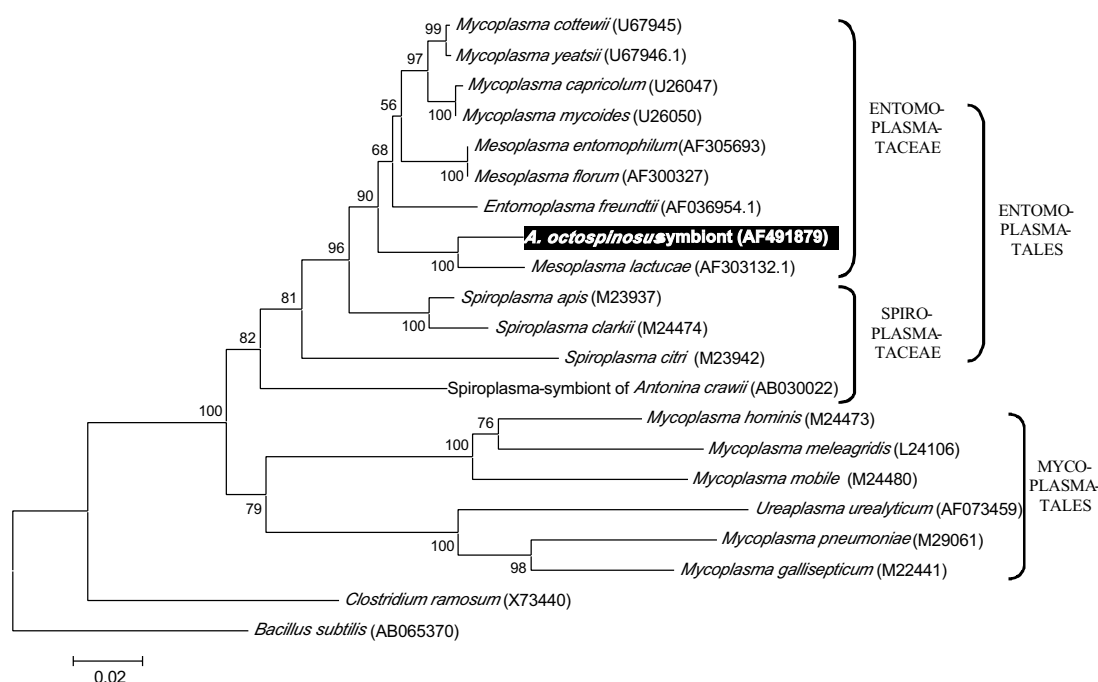 99
Mycoplasma cottewii (U67945)
Mycoplasma yeatsii (U67946.1)
97
Mycoplasma capricolum (U26047)
100
Mycoplasma mycoides (U26050)
56
Mesoplasma entomophilum (AF305693)
100
Mesoplasma florum (AF300327)
68
Entomoplasma freundtii (AF036954.1)
90
A. octospinosus symbiont (AF491879)
100
Mesoplasma lactucae (AF303132.1)
96
Spiroplasma apis (M23937)
100
Spiroplasma clarkii (M24474)
81
Spiroplasma citri (M23942)
82
Spiroplasma-symbiont of Antonina crawii (AB030022)
100
76
Mycoplasma hominis (M24473)
100
Mycoplasma meleagridis (L24106)
Mycoplasma mobile (M24480)
79
Ureaplasma urealyticum (AF073459)
100
Mycoplasma pneumoniae (M29061)
98
Mycoplasma gallisepticum (M22441)
Clostridium ramosum (X73440)
Bacillus subtilis (AB065370)
0.02
ENTOMO-
PLASMA-
TACEAE
SPIRO-
PLASMA-
TACEAE
ENTOMO-
PLASMA-
TALES
MYCO-
PLASMA-
TALES